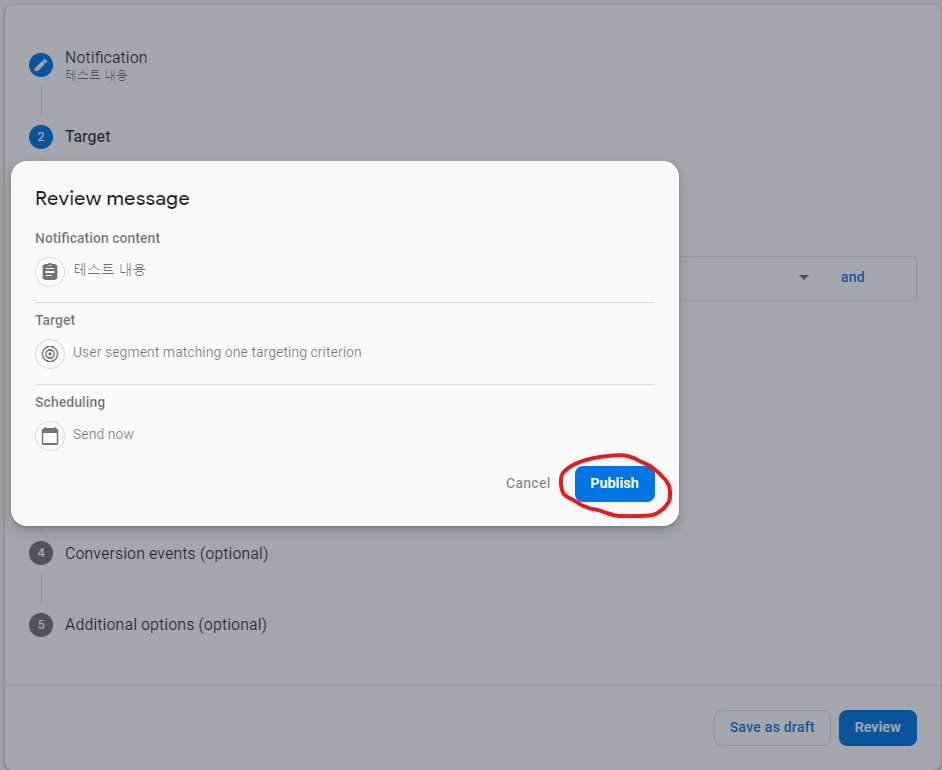 Notification
테스트 내용
2
Target
Review message
Notification content
테스트 내용
and
Target
User segment matching one targeting criterion
Scheduling
Send now
Cancel
Publish
4
Conversion events (optional)
5
Additional options (optional)
Save as draft
Review